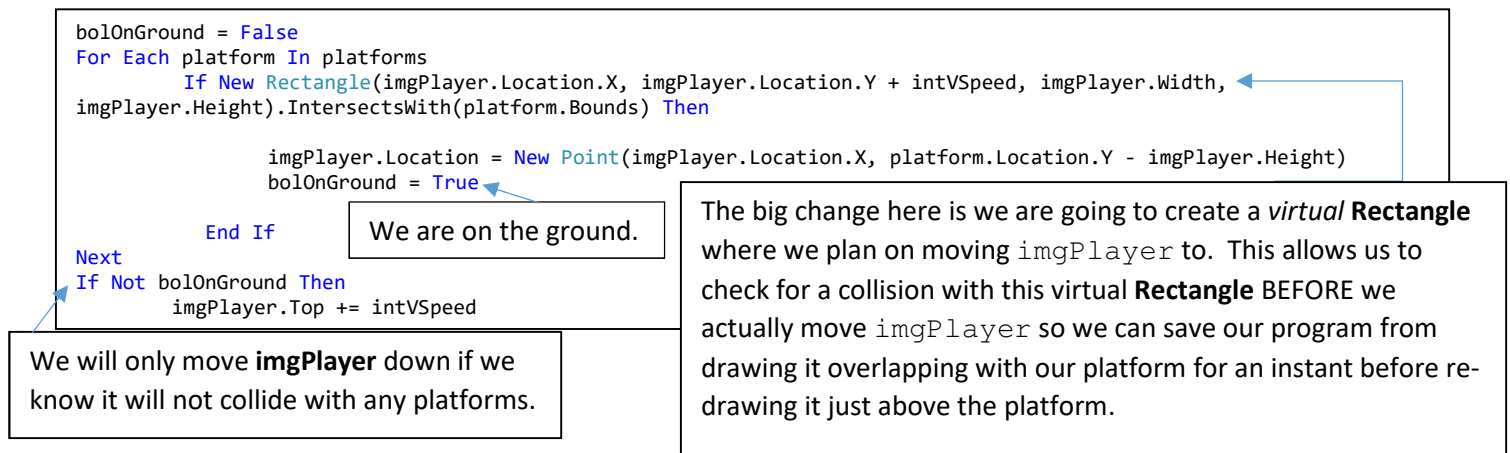 bolOnGround = False
For Each platform In platforms
If New Rectangle(imgPlayer.Location.X, imgPlayer.Location.Y + intVSpeed, imgPlayer.Width,
imgPlayer.Height).IntersectsWith(platform.Bounds) Then
imgPlayer.Location = New Point(imgPlayer.Location.X, platform.Location.Y - imgPlayer.Height)
bolOnGround = True
We are on the ground.
End If
Next
If Not bolOnGround Then
imgPlayer.Top += intVSpeed
The big change here is we are going to create a virtual Rectangle
where we plan on moving imgPlayer to. This allows us to
check for a collision with this virtual Rectangle BEFORE we
actually move imgPlayer so we can save our program from
drawing it overlapping with our platform for an instant before re-
drawing it just above the platform.
We will only move imgPlayer down if we
know it will not collide with any platforms.